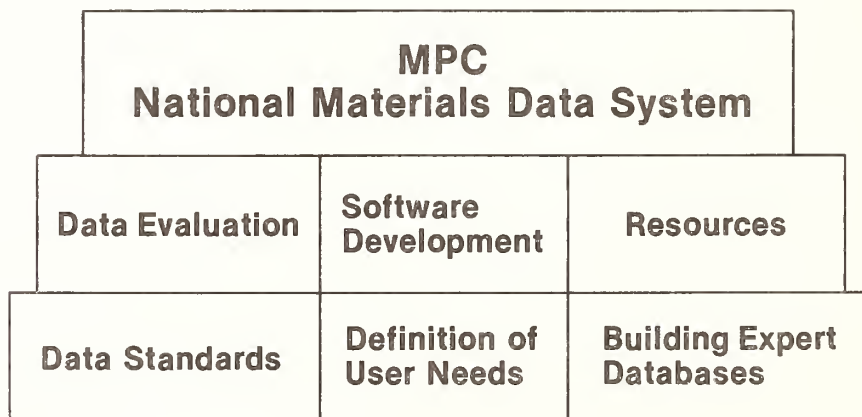 MPC
National Materials Data System
Data Evaluation
Software
Development
Resources
Data Standards
Definition of
User Needs
Building Expert
Databases